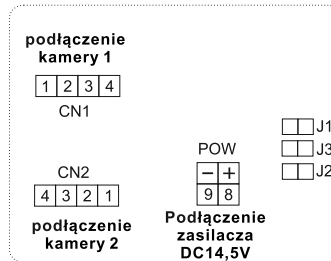 podłączenie
kamery 1
1 2 3 4
CN1
J1
J3
J2
POW
− +
9 8
CN2
4 3 2 1
podłączenie
kamery 2
Podłączenie
zasilacza
DC14,5V